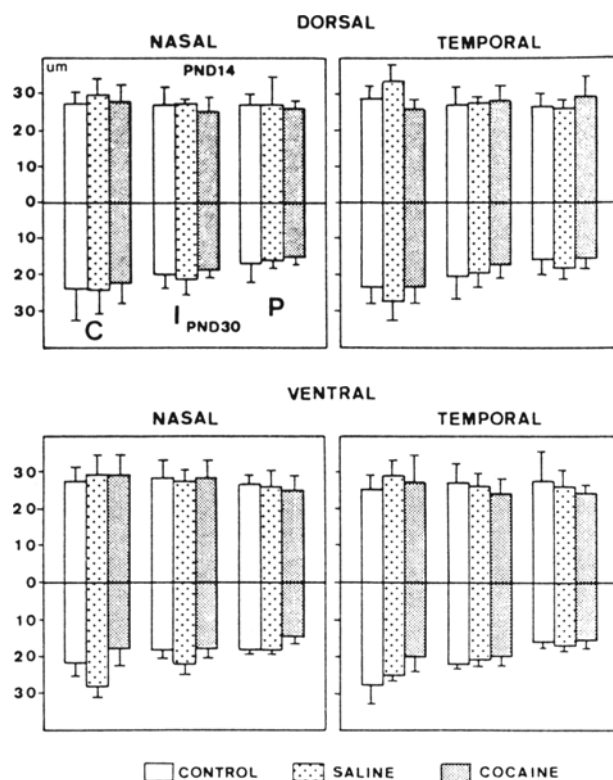 DORSAL
NASAL
TEMPORAL
um
PND14
30
20
10
0
10
20
30
C
I
P
PND30
VENTRAL
NASAL
TEMPORAL
30
20
10
0
10
20
30
CONTROL
SALINE
COCAINE